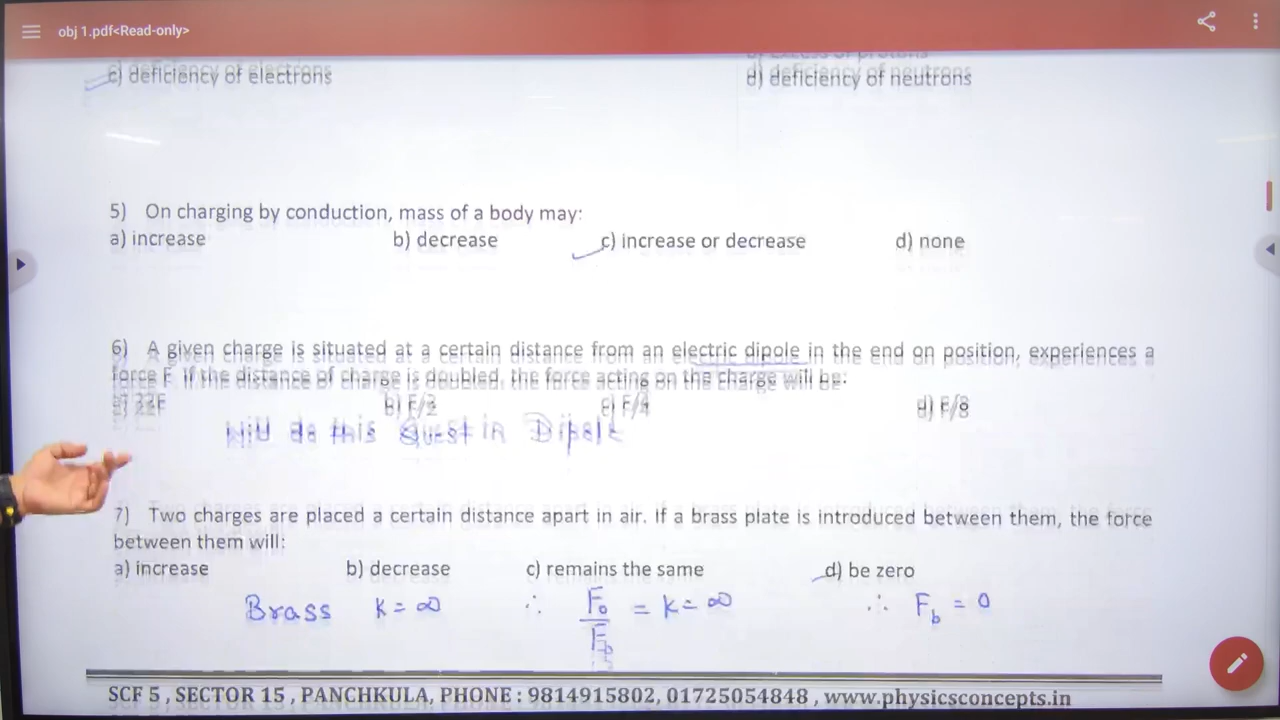 obj 1.pdf<Read-only>
c) deficiency of electrons d) deficiency of neutrons
5) On charging by conduction, mass of a body may:
a) increase b) decrease c) increase or decrease d) none
6) A given charge is situated at a certain distance from an electric dipole in the end on position, experiences a
force F. If the distance of charge is doubled, the force acting on the charge will be:
b) F/2 c) F/4 d) F/8
Will do this Quest in Dipole
7) Two charges are placed a certain distance apart in air. If a brass plate is introduced between them, the force
between them will:
a) increase b) decrease c) remains the same d) be zero
Brass K = ∞ ∴ F₀/F_b = K = ∞ ∴ F_b = 0
SCF 5 , SECTOR 15 , PANCHKULA, PHONE : 9814915802, 01725054848 , www.physicsconcepts.in